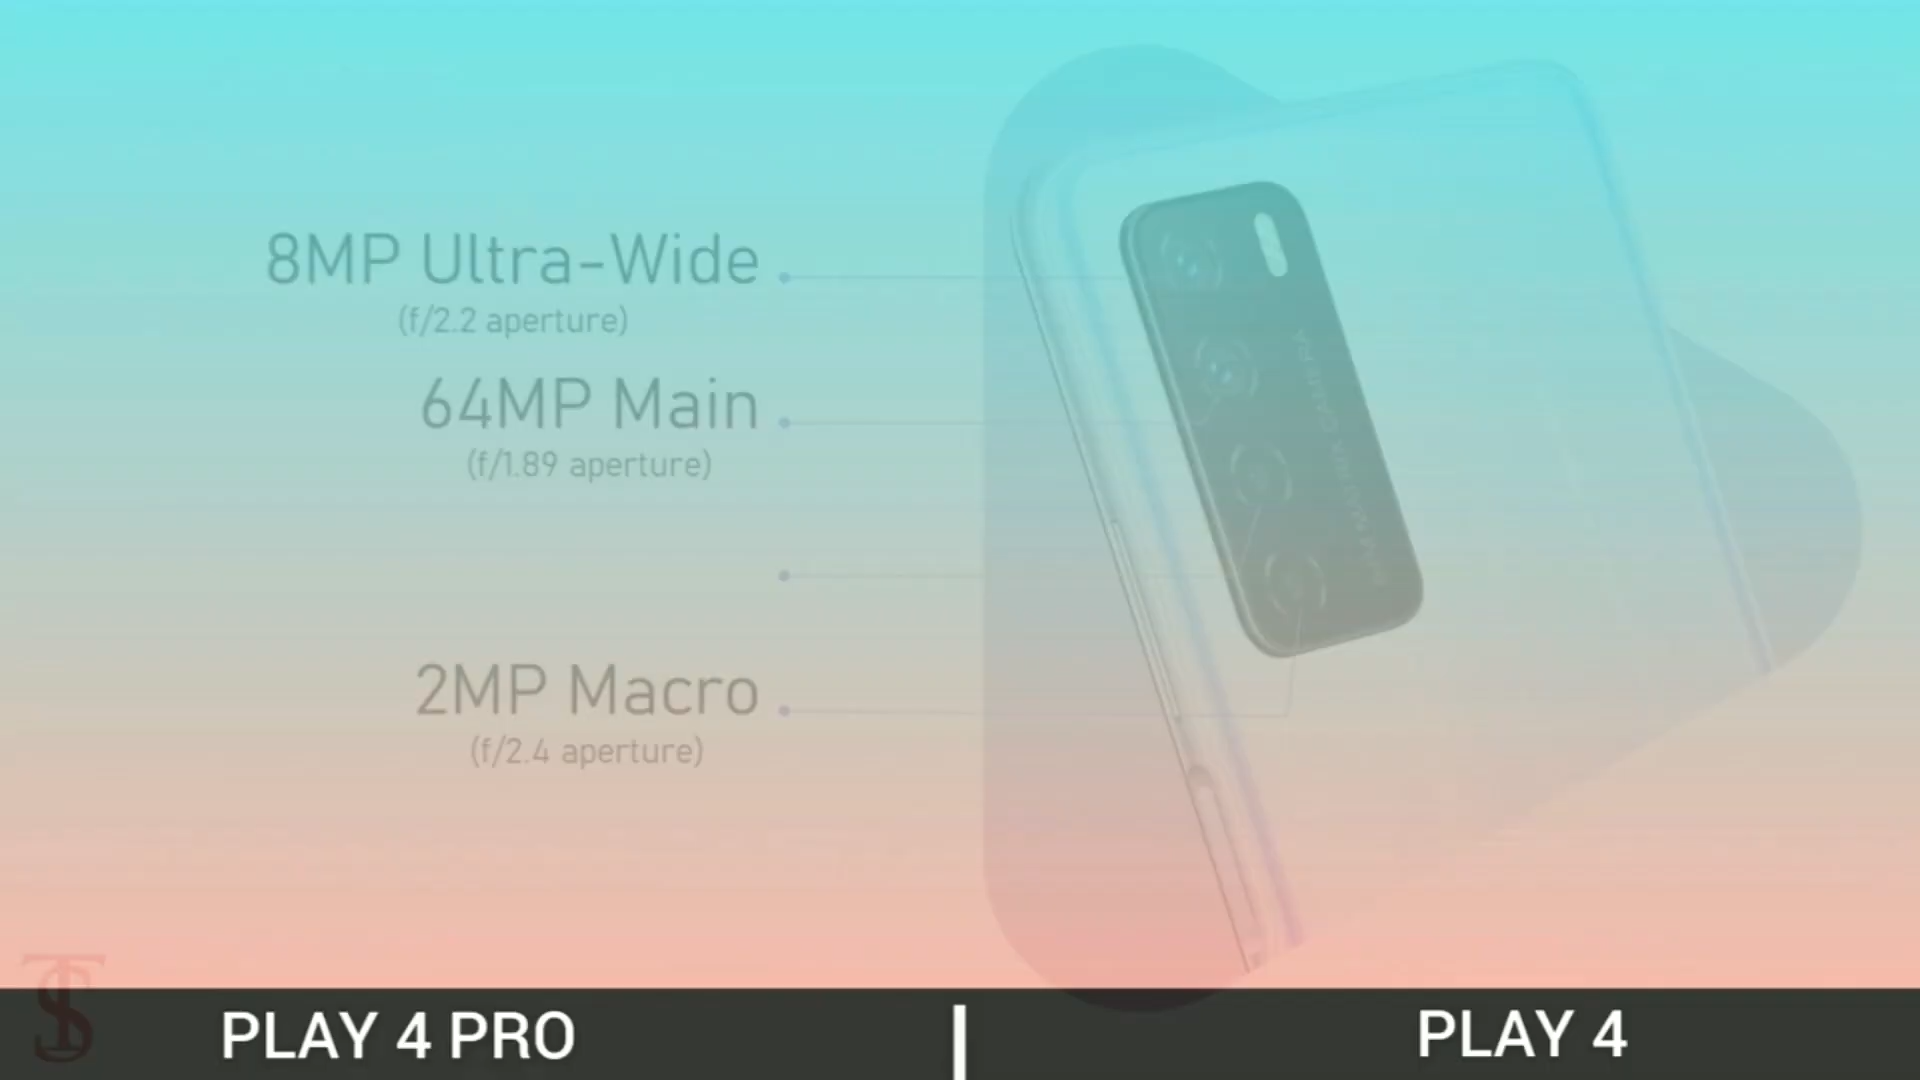 8MP Ultra-Wide
(f/2.2 aperture)
64MP Main
(f/1.89 aperture)
2MP Macro
(f/2.4 aperture)
CAMERA
PLAY 4 PRO
PLAY 4